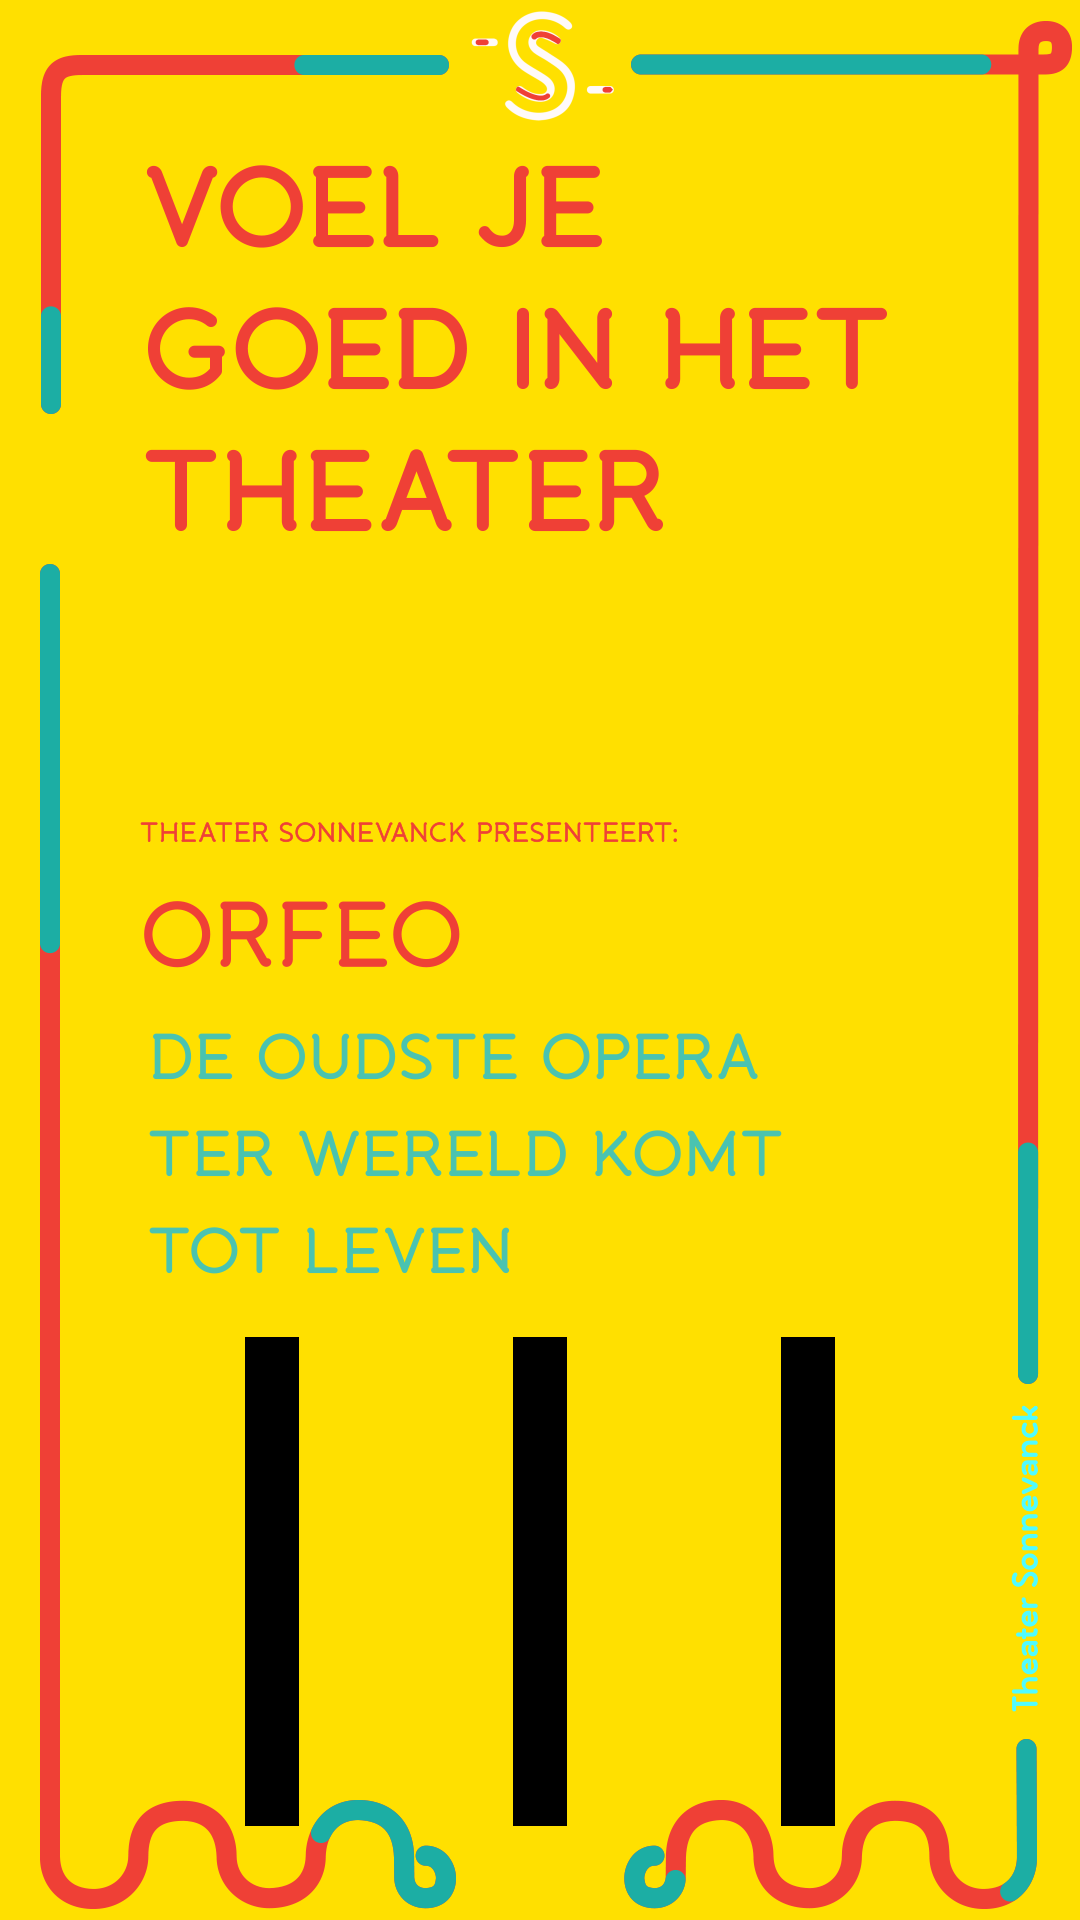 S
VOEL JE
GOED IN HET
THEATER
THEATER SONNEVANCK PRESENTEERT:
ORFEO
DE OUDSTE OPERA
TER WERELD KOMT
TOT LEVEN
Theater Sonnevanck